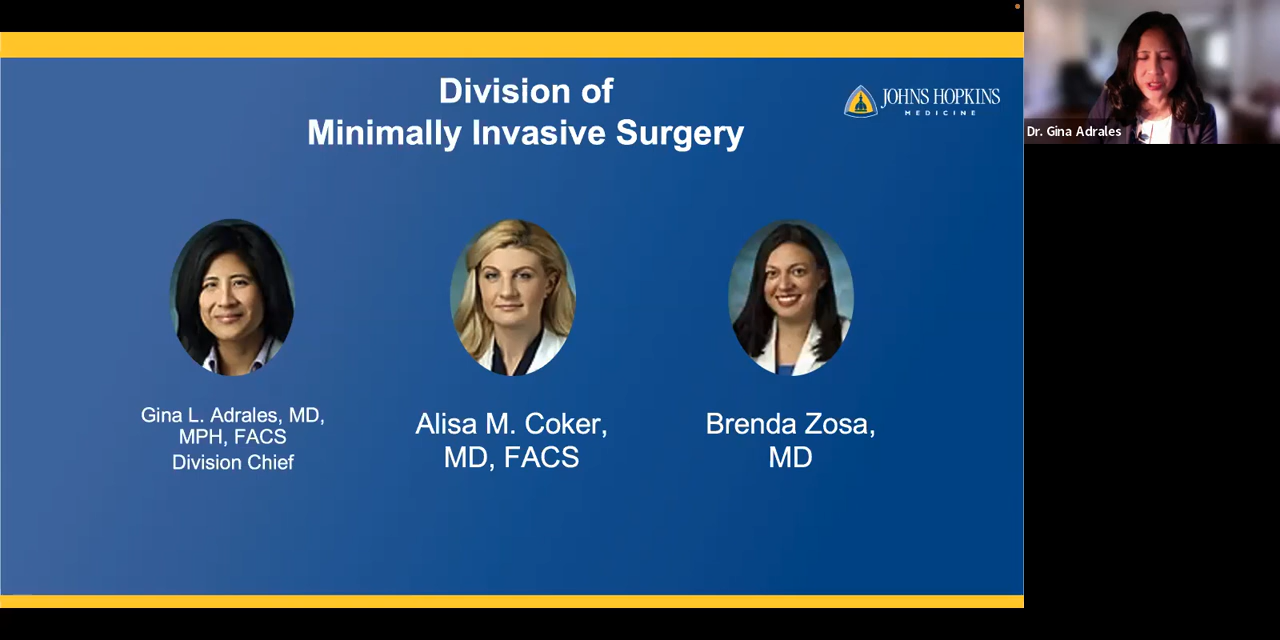 Division of
Minimally Invasive Surgery
JOHNS HOPKINS
MEDICINE
Dr. Gina Adrales
Gina L. Adrales, MD,
MPH, FACS
Division Chief
Alisa M. Coker,
MD, FACS
Brenda Zosa,
MD